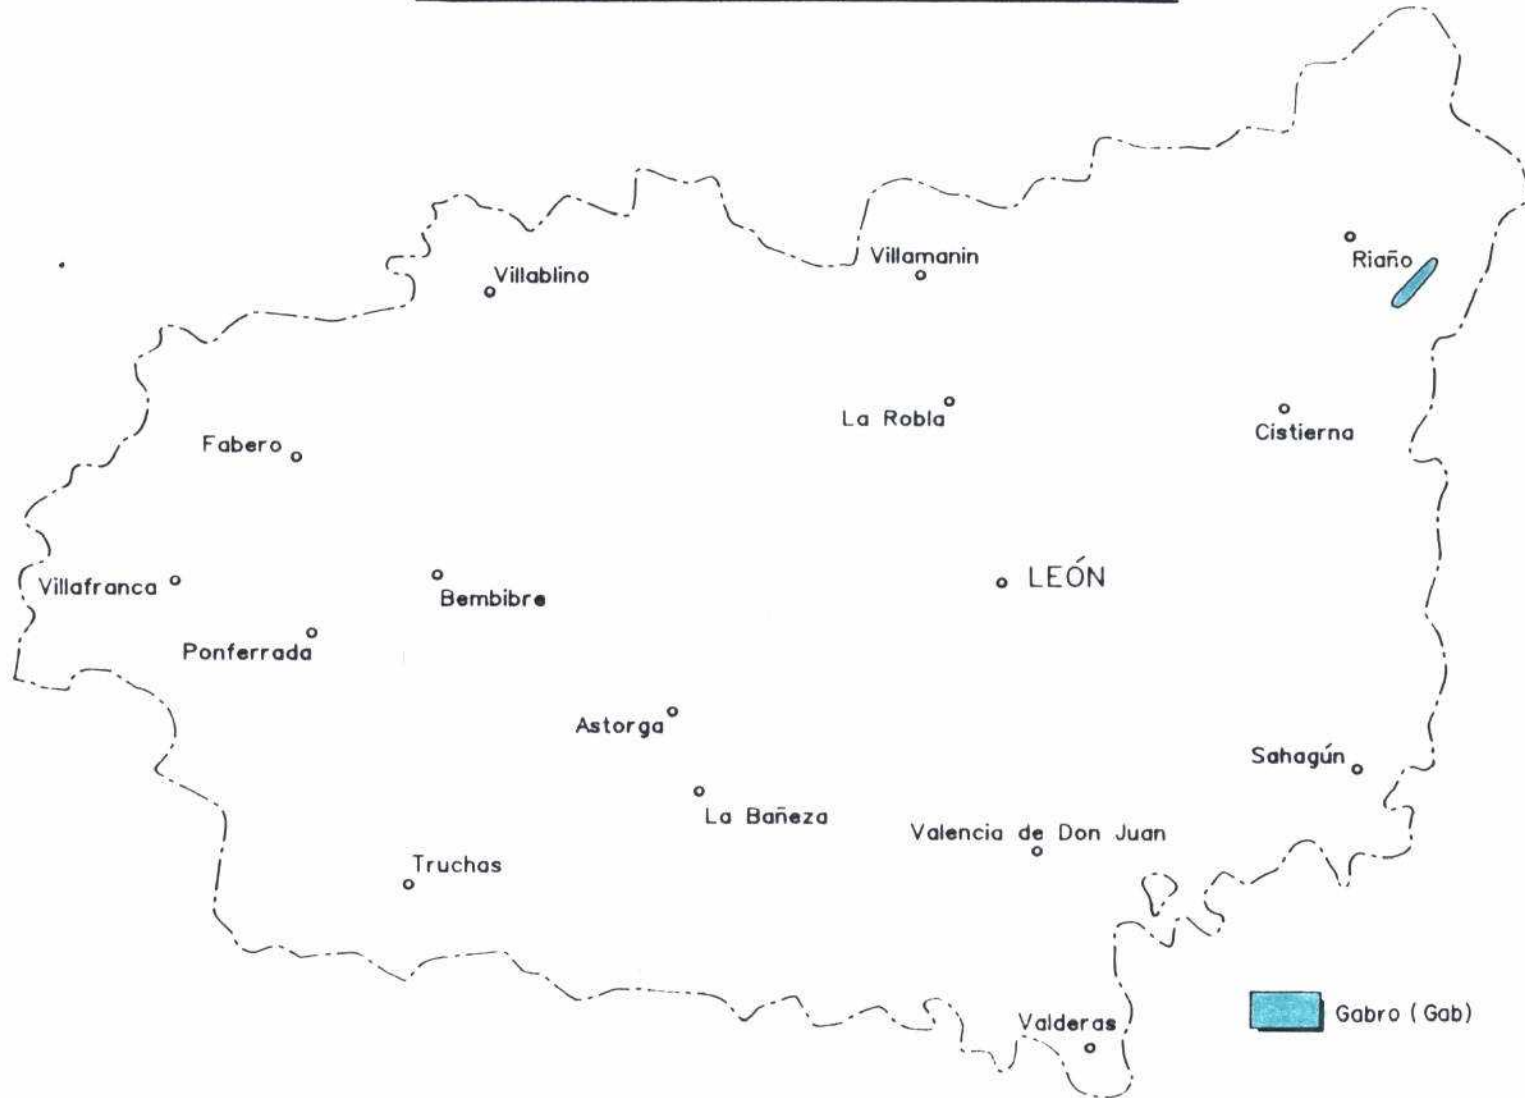 Riaño
Villamanin
Villablino
La Robla
Cistierna
Fabero
LEÓN
Villafranca
Bembibre
Ponferrada
Astorga
Sahagún
La Bañeza
Valencia de Don Juan
Truchas
Gabro (Gab)
Valderas